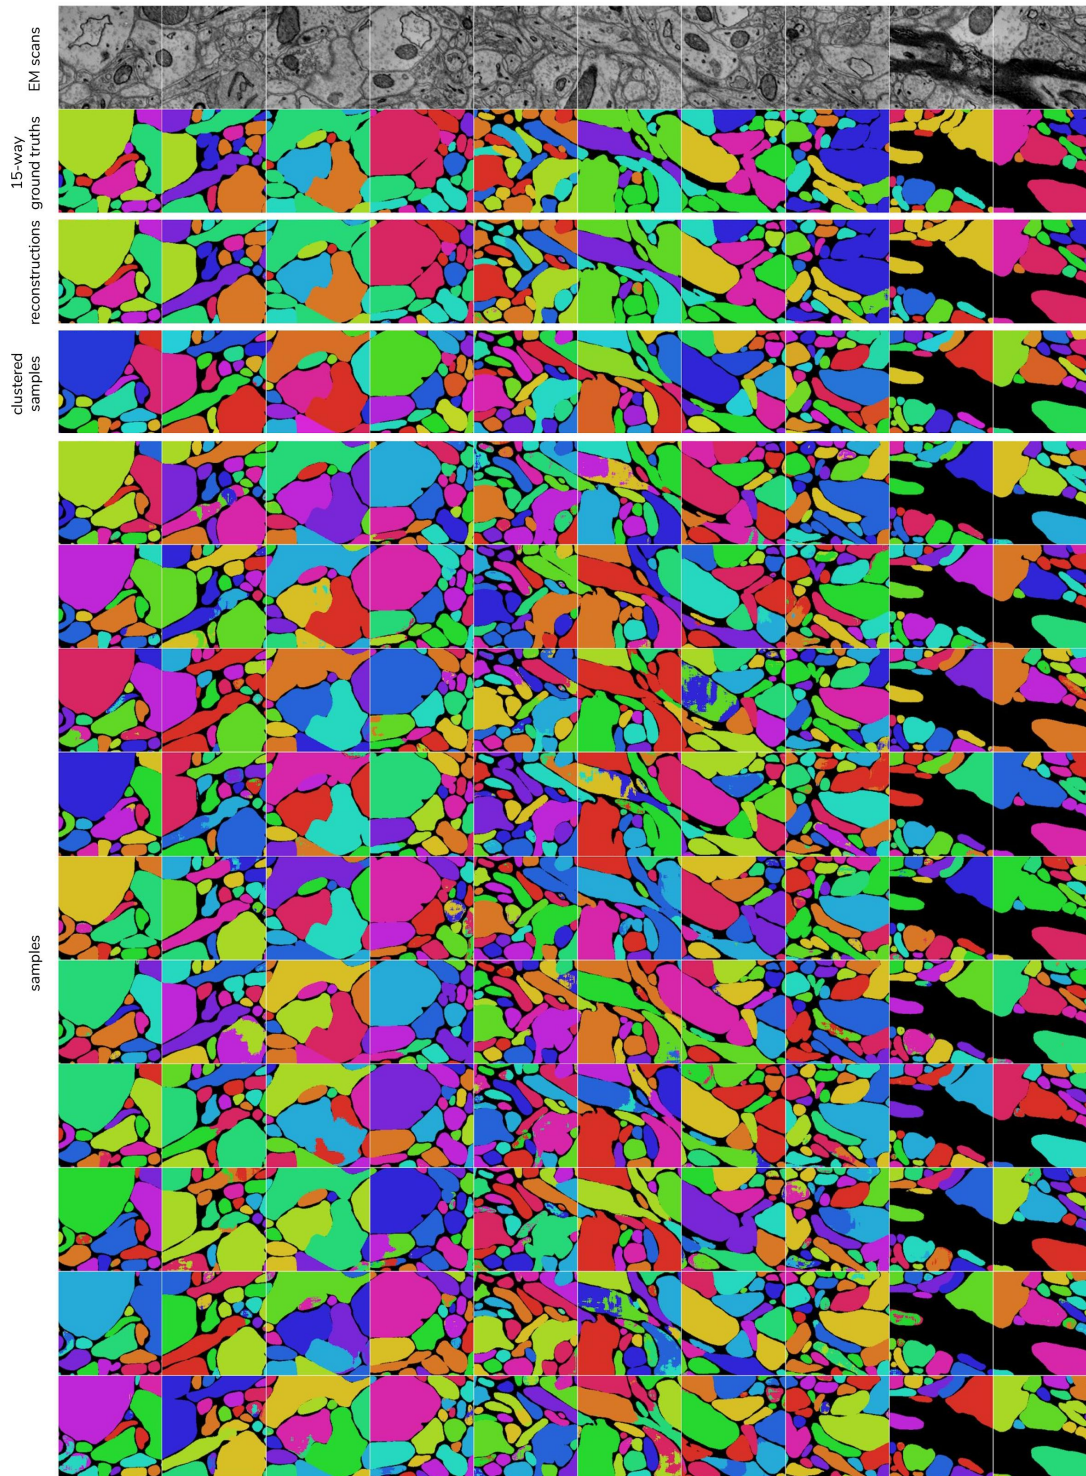 EM scans
15-way
ground truths
reconstructions
clustered
samples
samples